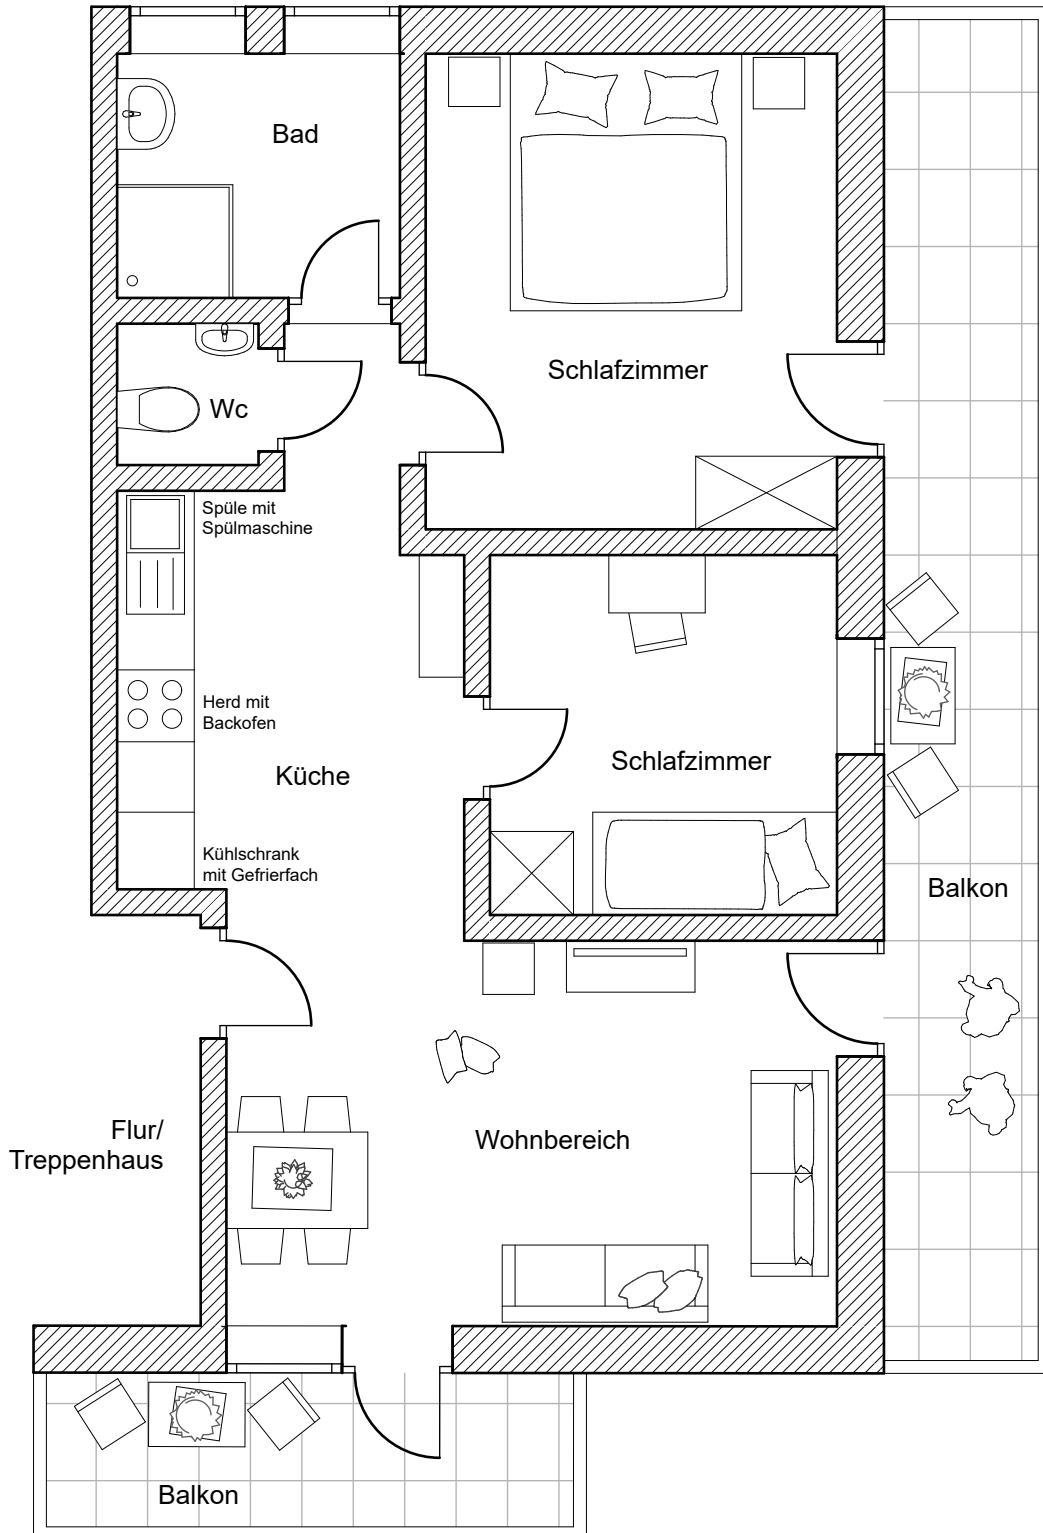 Bad
Schlafzimmer
Wc
Spüle mit
Spülmaschine
Herd mit
Backofen
Küche
Schlafzimmer
Kühlschrank
mit Gefrierfach
Balkon
Flur/
Treppenhaus
Wohnbereich
Balkon